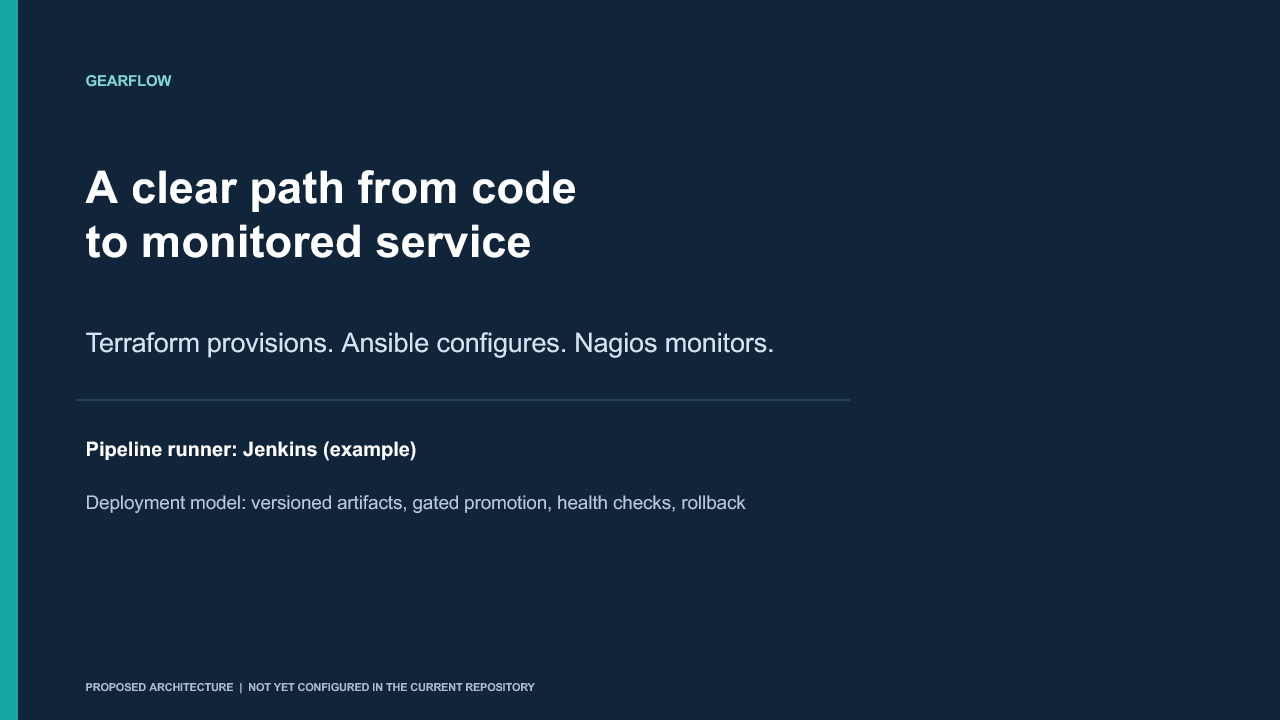 GEARFLOW
A clear path from code
to monitored service
Terraform provisions. Ansible configures. Nagios monitors.
Pipeline runner: Jenkins (example)
Deployment model: versioned artifacts, gated promotion, health checks, rollback
PROPOSED ARCHITECTURE | NOT YET CONFIGURED IN THE CURRENT REPOSITORY